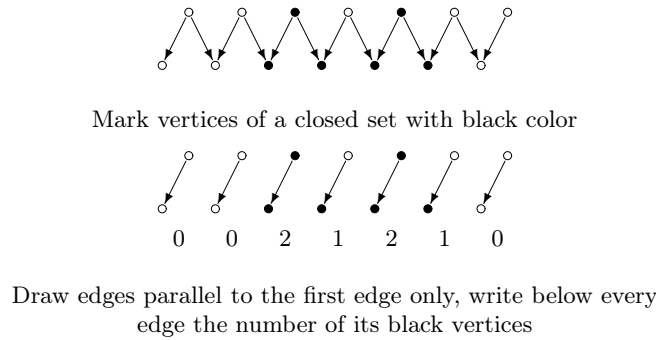 Mark vertices of a closed set with black color
0 0 2 1 2 1 0
Draw edges parallel to the first edge only, write below every
edge the number of its black vertices